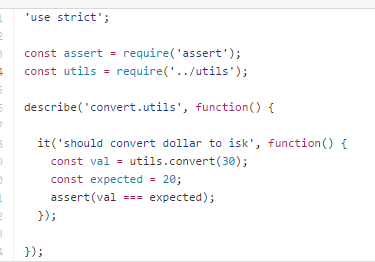 'use strict';
const assert = require('assert');
const utils = require('../utils');
describe('convert.utils', function() {
it('should convert dollar to isk', function() {
const val = utils.convert(30);
const expected = 20;
assert(val === expected);
});
});